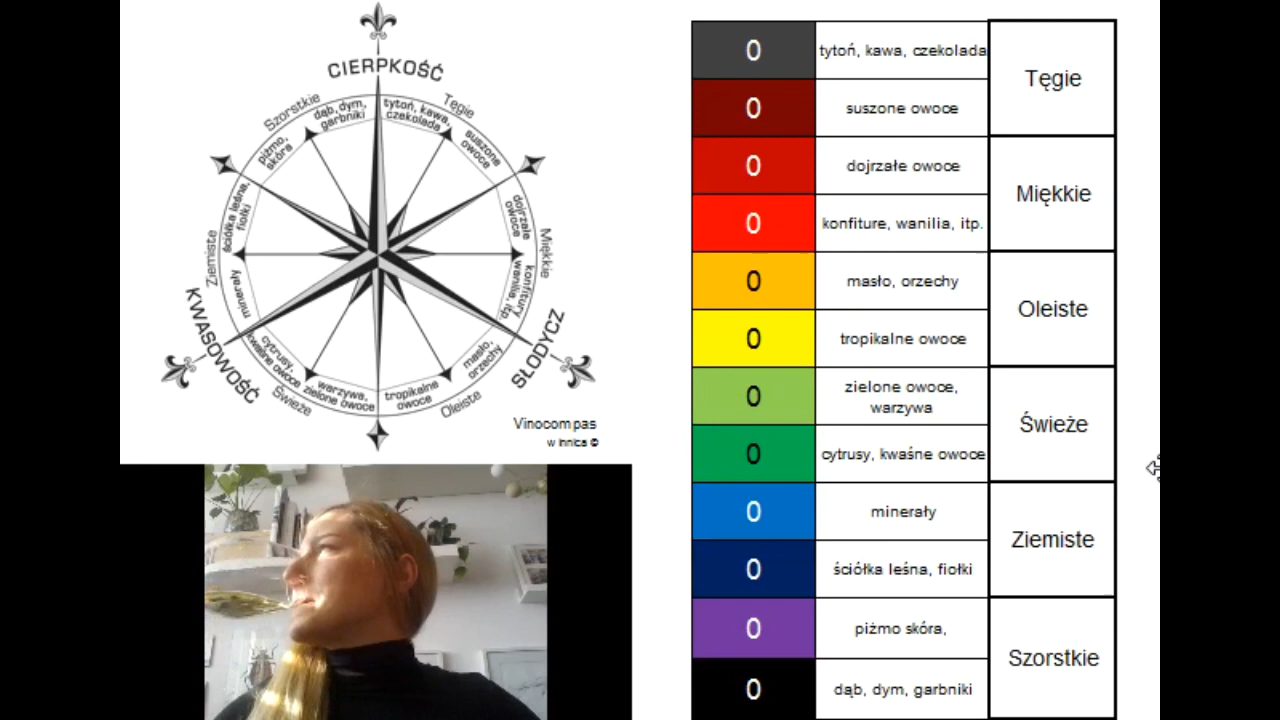 CIERPKOŚĆ
Szorstkie
Tęgie
dąb, dym,
garbniki
tytoń, kawa,
czekolada
piżmo,
skóra
suszone
owoce
ściółka leśna,
fiołki
dojrzałe
owoce
Ziemiste
Miękkie
minerały
konfitury,
wanilia, itp.
KWASOWOŚĆ
SŁODYCZ
cytrusy,
kwaśne owoce
masło,
orzechy
warzywa,
zielone owoce
tropikalne
owoce
Świeże
Oleiste
Vinocompas
w innica ©
0 tytoń, kawa, czekolada
Tęgie
0 suszone owoce
0 dojrzałe owoce
Miękkie
0 konfiture, wanilia, itp.
0 masło, orzechy
Oleiste
0 tropikalne owoce
0 zielone owoce,
warzywa
Świeże
0 cytrusy, kwaśne owoce
0 minerały
Ziemiste
0 ściółka leśna, fiołki
0 piżmo skóra,
Szorstkie
0 dąb, dym, garbniki